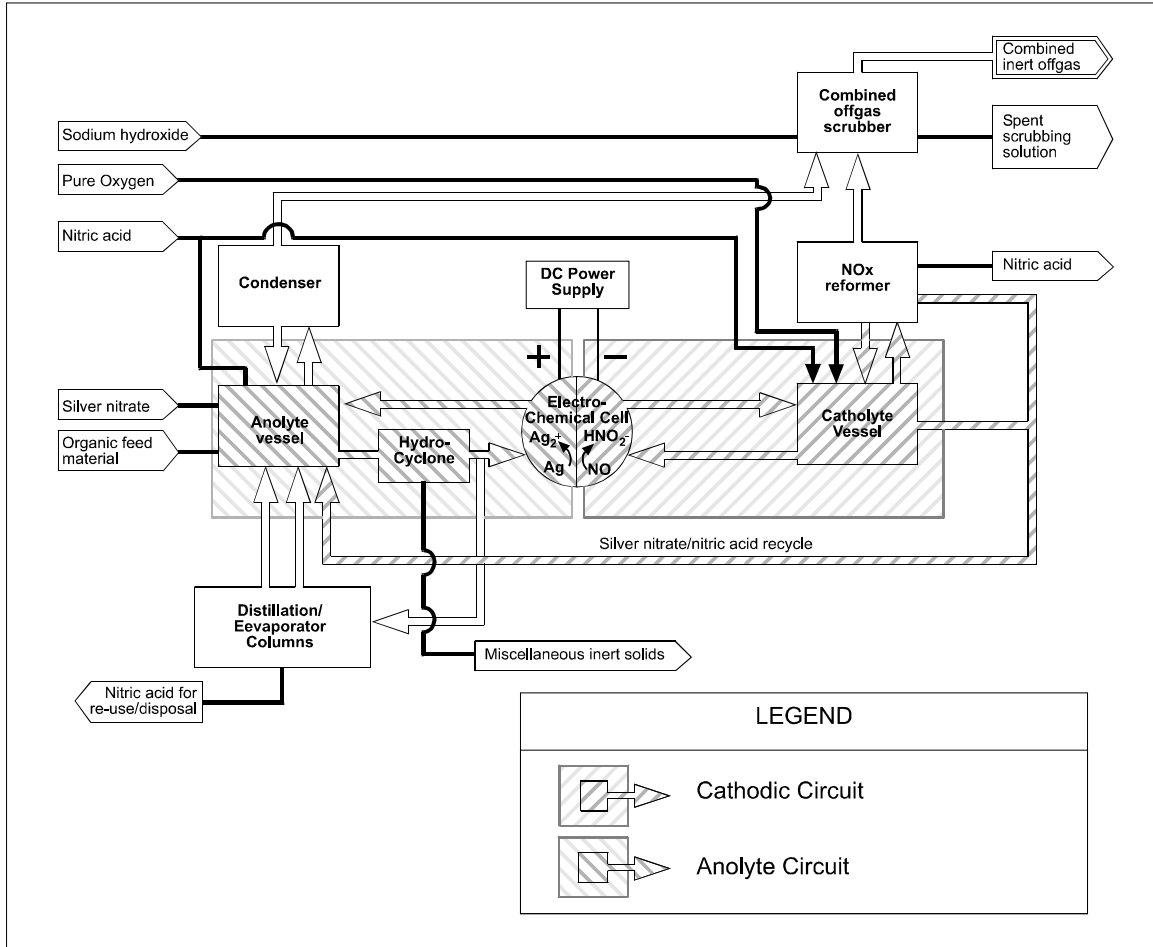 Combined
inert offgas
Combined
offgas
scrubber
Sodium hydroxide
Spent
scrubbing
solution
Pure Oxygen
Nitric acid
Condenser
DC Power
Supply
NOx
reformer
Nitric acid
+
−
Silver nitrate
Anolyte
vessel
Electro-
Chemical Cell
Ag₂⁺
HNO₂⁻
Ag
NO
Catholyte
Vessel
Organic feed
material
Hydro-
Cyclone
Silver nitrate/nitric acid recycle
Distillation/
Eevaporator
Columns
Miscellaneous inert solids
Nitric acid for
re-use/disposal
LEGEND
Cathodic Circuit
Anolyte Circuit